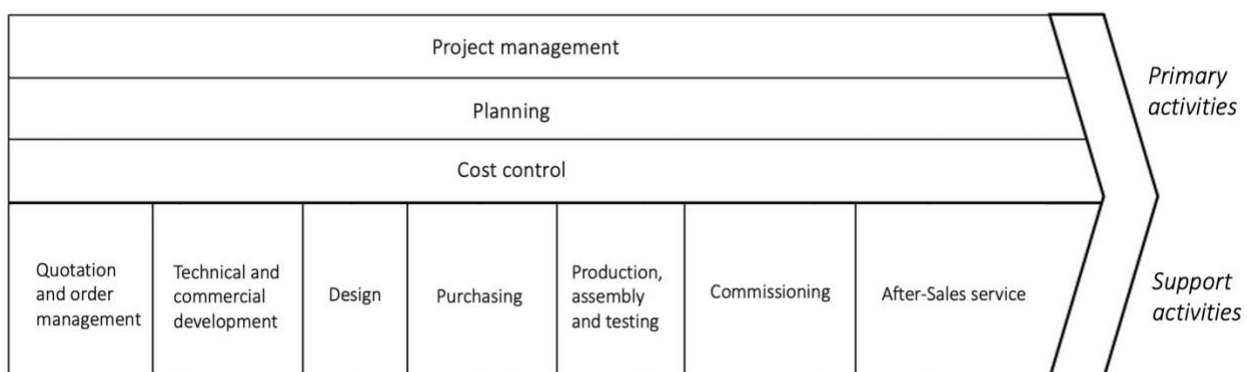 Project management
Planning
Cost control
Primary
activities
Quotation
and order
management
Technical and
commercial
development
Design
Purchasing
Production,
assembly
and testing
Commissioning
After-Sales service
Support
activities